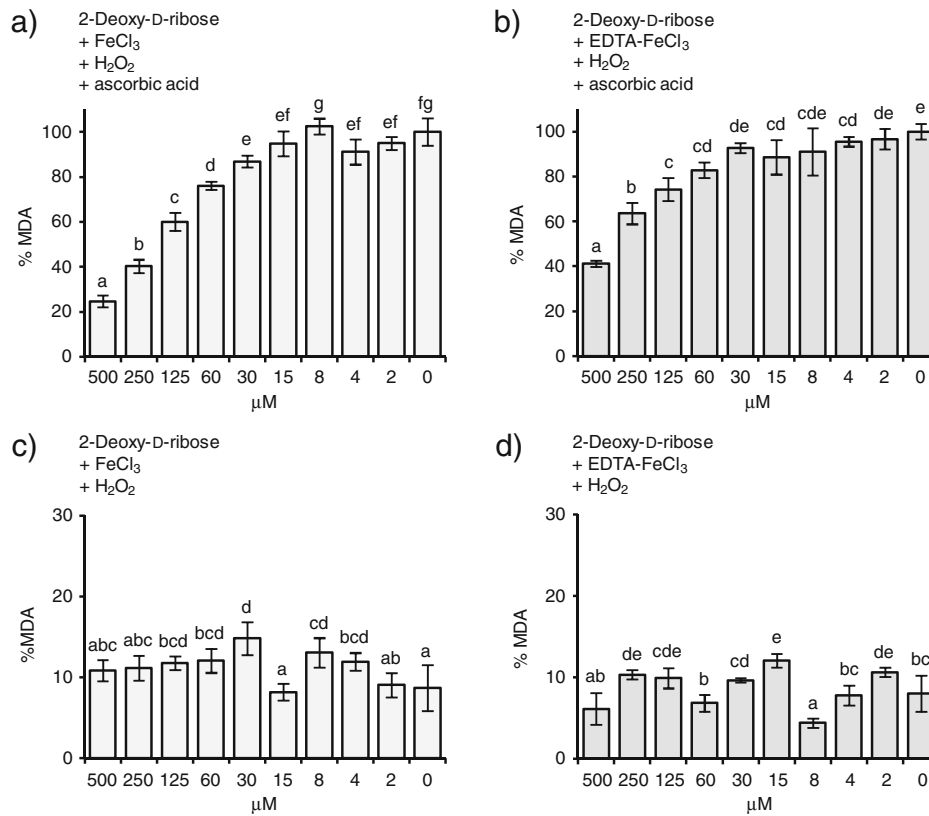 a)
2-Deoxy-D-ribose
+ FeCl₃
+ H₂O₂
+ ascorbic acid
% MDA
100
80
60
40
20
0
a
b
c
d
e
ef
g
ef
ef
fg
500 250 125 60 30 15 8 4 2 0
µM
b)
2-Deoxy-D-ribose
+ EDTA-FeCl₃
+ H₂O₂
+ ascorbic acid
% MDA
100
80
60
40
20
0
a
b
c
cd
de
cd
cde
cd
de
e
500 250 125 60 30 15 8 4 2 0
µM
c)
2-Deoxy-D-ribose
+ FeCl₃
+ H₂O₂
%MDA
30
20
10
0
abc
abc
bcd
bcd
d
a
cd
bcd
ab
a
500 250 125 60 30 15 8 4 2 0
µM
d)
2-Deoxy-D-ribose
+ EDTA-FeCl₃
+ H₂O₂
% MDA
30
20
10
0
ab
de
cde
b
cd
e
a
bc
de
bc
500 250 125 60 30 15 8 4 2 0
µM